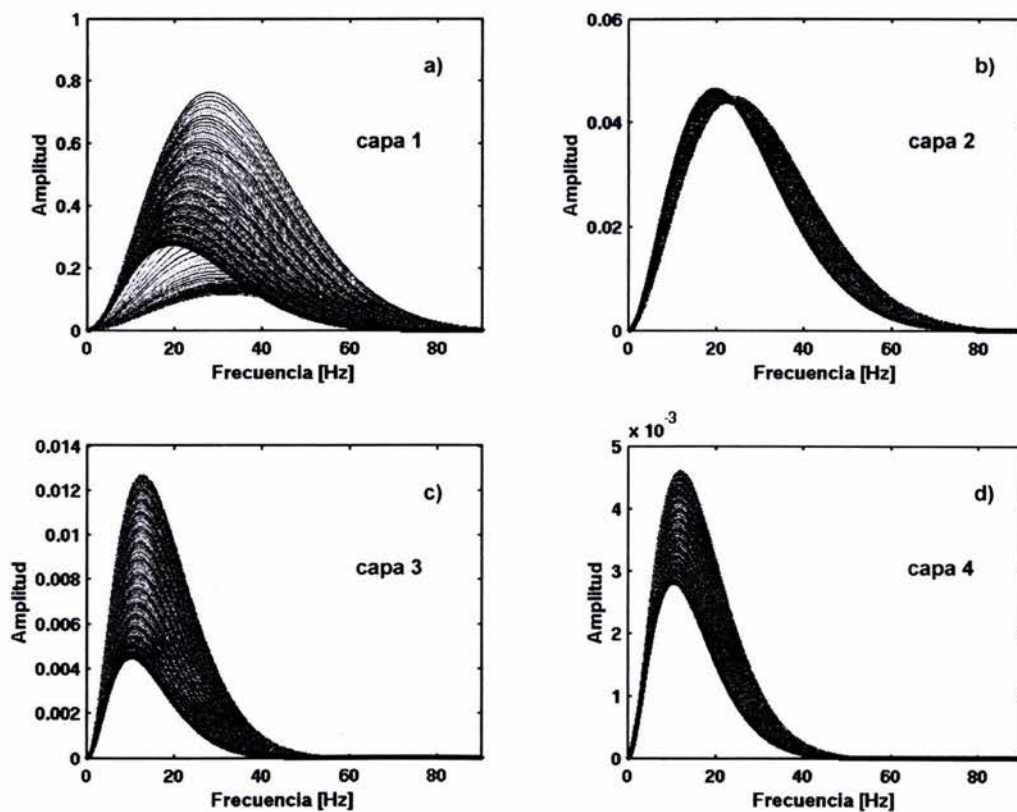 a)
capa 1
Amplitud
1
0.8
0.6
0.4
0.2
0
0 20 40 60 80
Frecuencia [Hz]
b)
capa 2
Amplitud
0.06
0.04
0.02
0
0 20 40 60 80
Frecuencia [Hz]
c)
capa 3
Amplitud
0.014
0.012
0.01
0.008
0.006
0.004
0.002
0
0 20 40 60 80
Frecuencia [Hz]
x 10⁻³
d)
capa 4
Amplitud
5
4
3
2
1
0
0 20 40 60 80
Frecuencia [Hz]